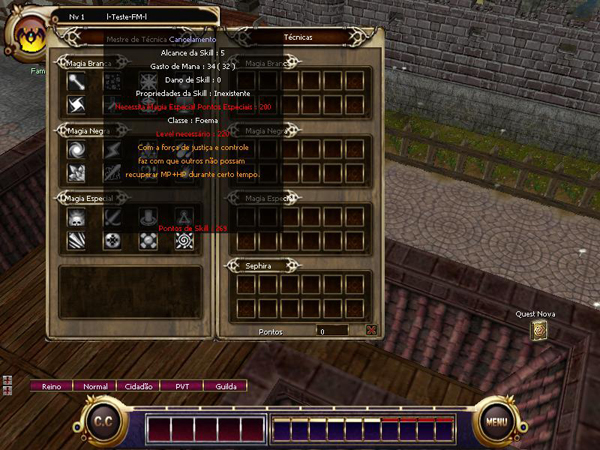 Nv 1 l-Teste-FM-l
Fam
Mestre de Técnica Cancelamento
Alcance da Skill : 5
Gasto de Mana : 34 ( 32 )
Dano de Skill : 0
Propriedades da Skill : Inexistente
Necessita Magia Especial Pontos Especiais : 200
Classe : Foema
Level necessário : 220
Com a força de justiça e controle
faz com que outros não possam
recuperar MP+HP durante certo tempo.
Pontos de Skill : 269
Magia Branca
Magia Negra
Magia Especial
Técnicas
Magia Branca
Magia Negra
Magia Especial
Sephira
Pontos 0
Quest Nova
Reino Normal Cidadão PVT Guilda
C.C
MENU